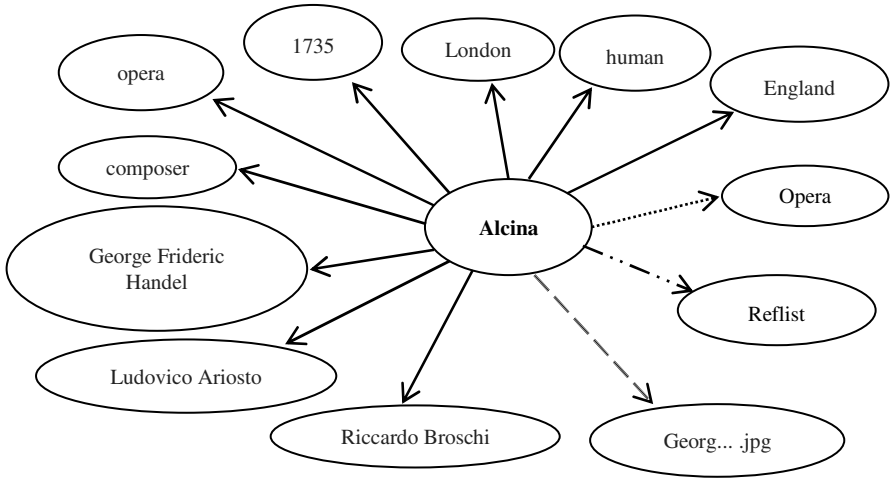 1735
London
human
opera
England
composer
Opera
Alcina
George Frideric
Handel
Reflist
Ludovico Ariosto
Riccardo Broschi
Georg... .jpg